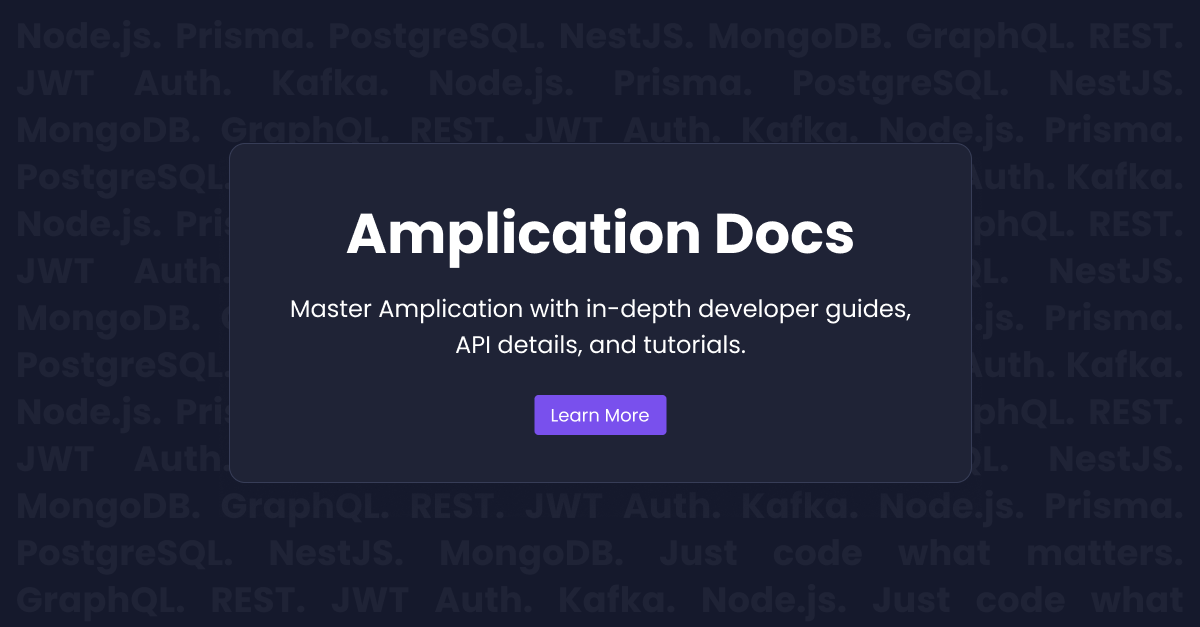 Node.js. Prisma. PostgreSQL. NestJS. MongoDB. GraphQL. REST.
JWT Auth. Kafka. Node.js. Prisma. PostgreSQL. NestJS.
MongoDB. GraphQL. REST. JWT Auth. Kafka. Node.js. Prisma.
PostgreSQL. Auth. Kafka.
Node.js. REST.
Amplication Docs
JWT Auth. NestJS.
Master Amplication with in-depth developer guides,
MongoDB. Prisma.
API details, and tutorials.
PostgreSQL. Auth. Kafka.
Node.js. REST.
Learn More
JWT Auth. NestJS.
MongoDB. GraphQL. REST. JWT Auth. Kafka. Node.js. Prisma.
PostgreSQL. NestJS. MongoDB. Just code what matters.
GraphQL. REST. JWT Auth. Kafka. Node.js. Just code what